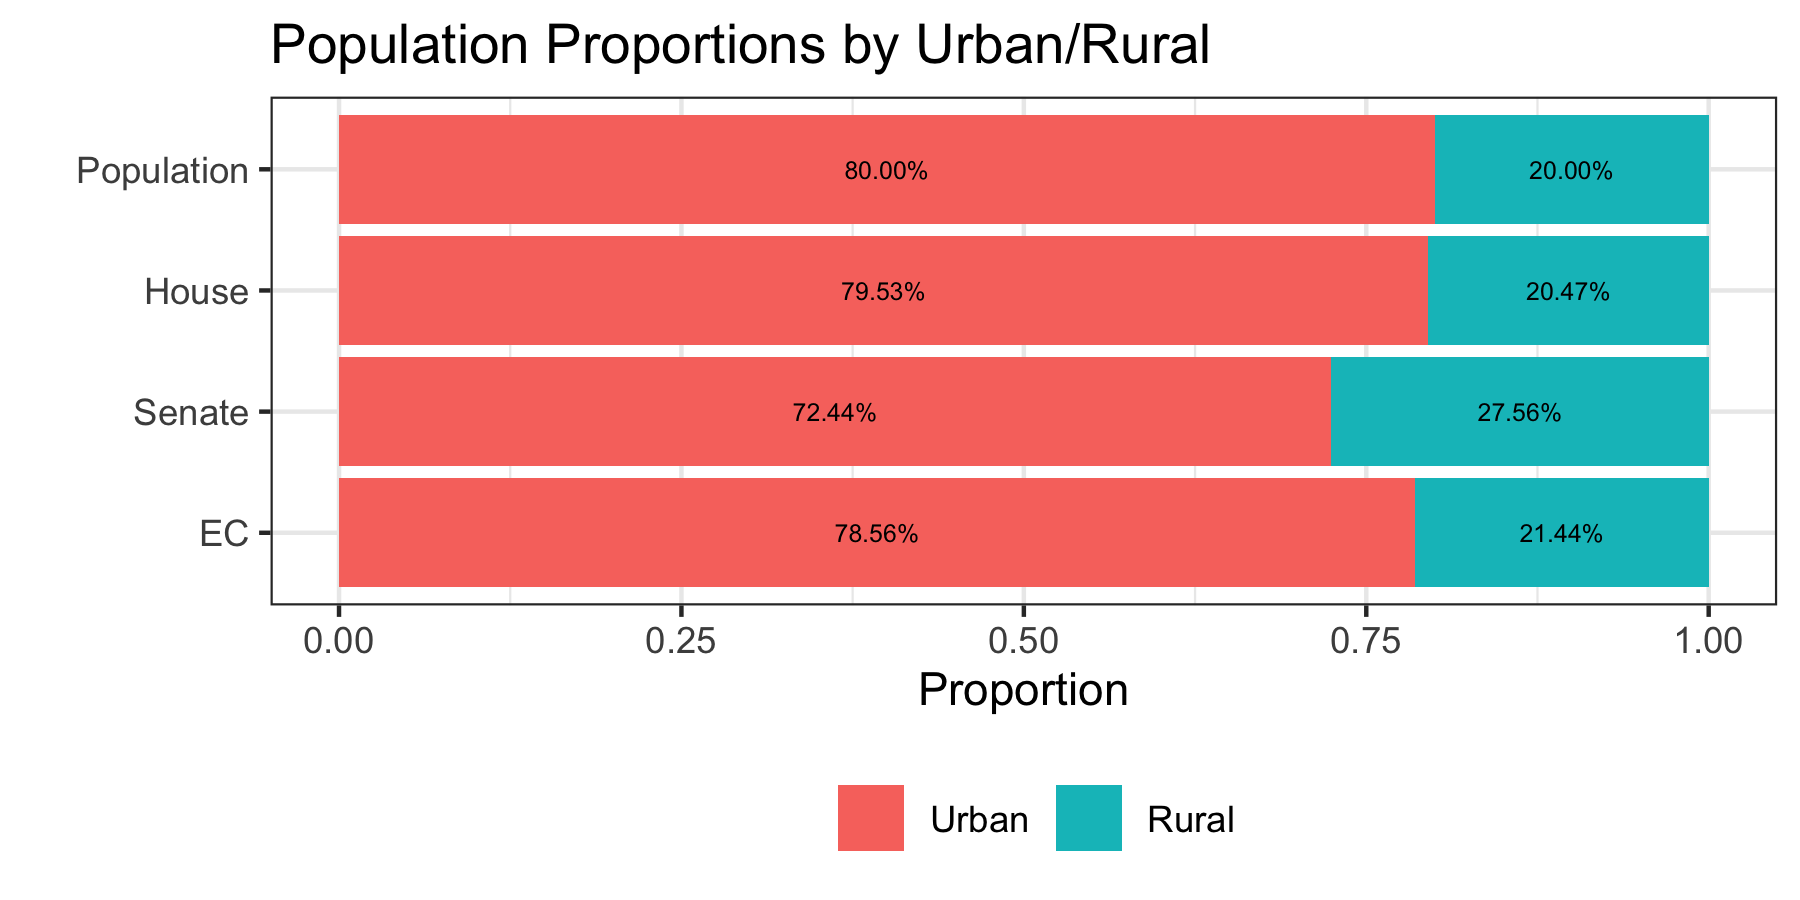 Population Proportions by Urban/Rural
Population
80.00%
20.00%
House
79.53%
20.47%
Senate
72.44%
27.56%
EC
78.56%
21.44%
0.00
0.25
0.50
0.75
1.00
Proportion
Urban
Rural